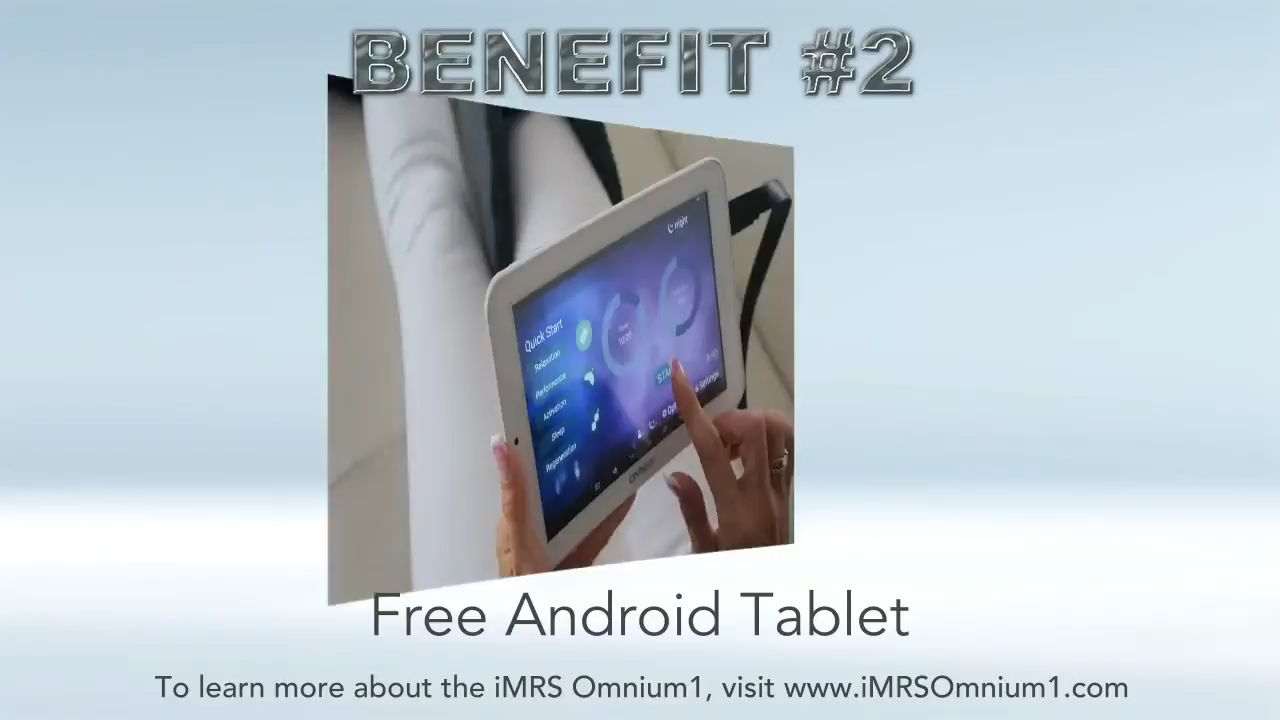 BENEFIT #2
night
Quick Start
Relaxation
Performance
Activation
Sleep
Regeneration
Free Android Tablet
To learn more about the iMRS Omnium1, visit www.iMRSOmnium1.com